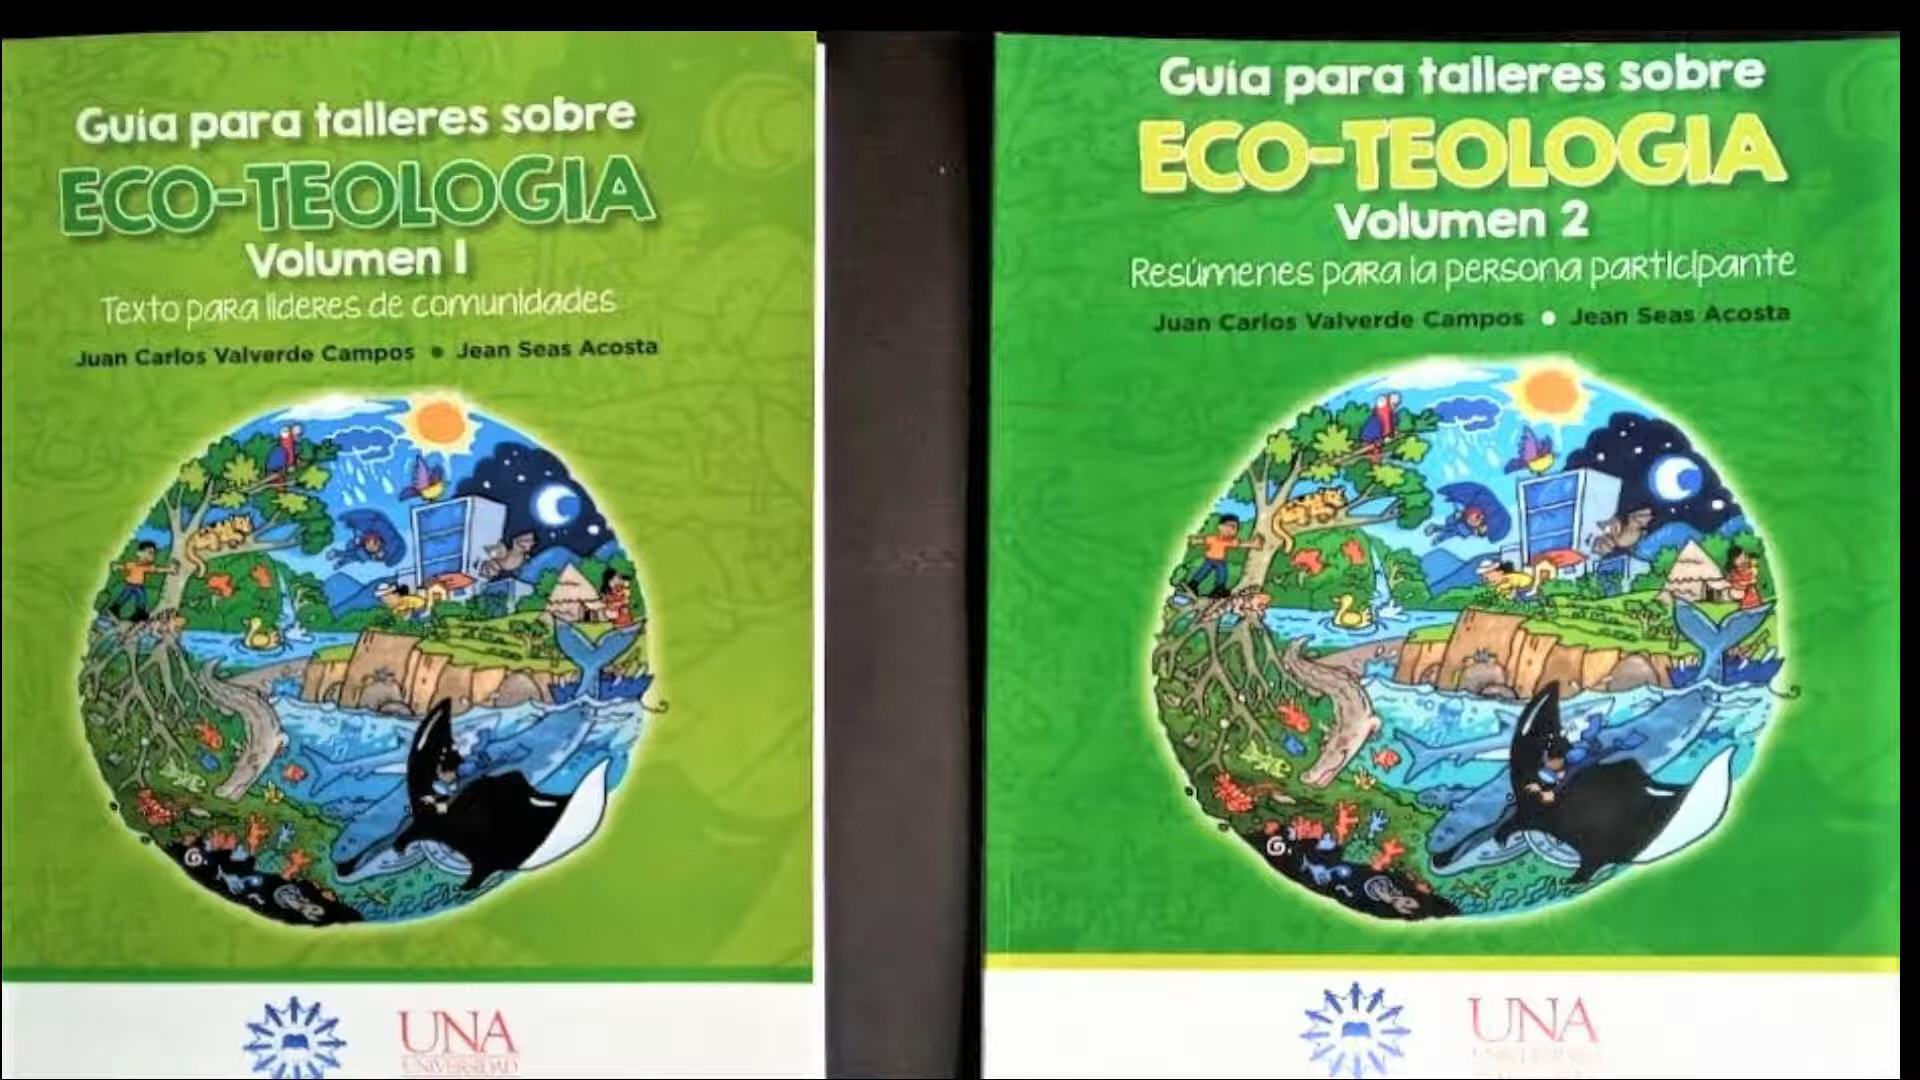 Guía para talleres sobre
ECO-TEOLOGIA
Volumen 1
Texto para líderes de comunidades
Juan Carlos Valverde Campos • Jean Seas Acosta
G.
UNA
UNIVERSIDAD
Guía para talleres sobre
ECO-TEOLOGIA
Volumen 2
Resúmenes para la persona participante
Juan Carlos Valverde Campos • Jean Seas Acosta
G.
UNA